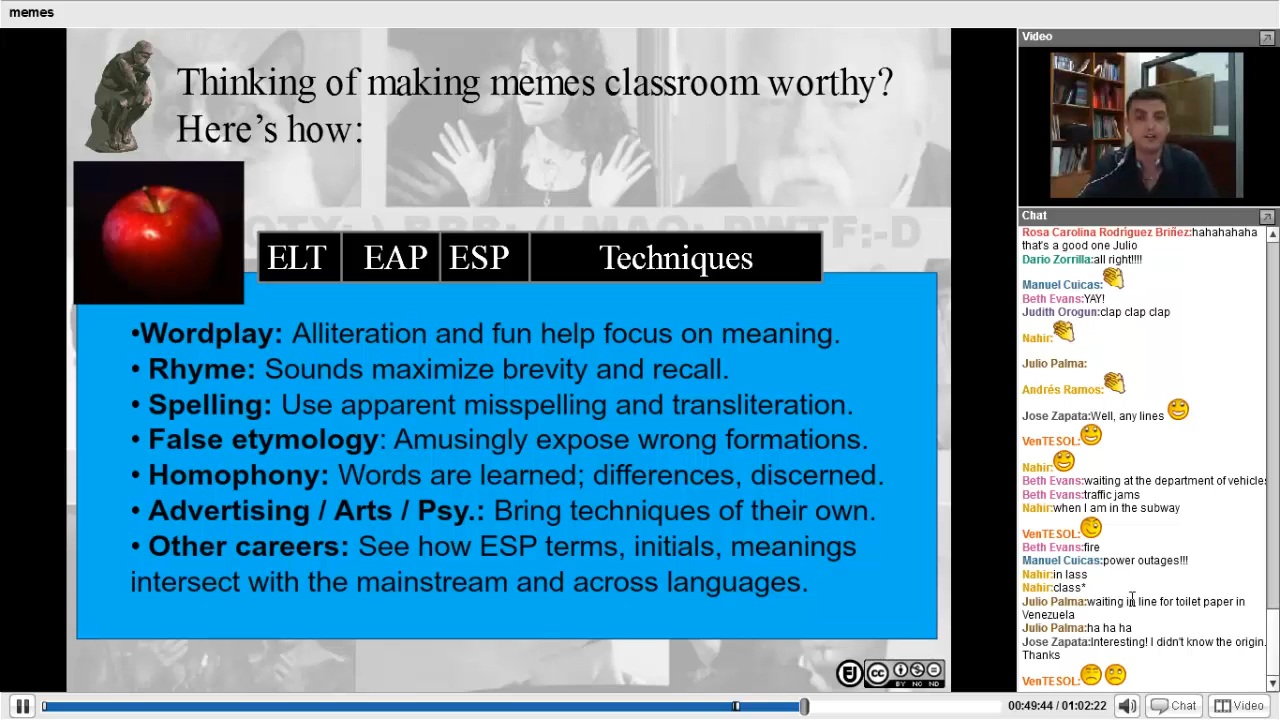 memes
Thinking of making memes classroom worthy?
Here's how:
ELT EAP ESP Techniques
•Wordplay: Alliteration and fun help focus on meaning.
• Rhyme: Sounds maximize brevity and recall.
• Spelling: Use apparent misspelling and transliteration.
• False etymology: Amusingly expose wrong formations.
• Homophony: Words are learned; differences, discerned.
• Advertising / Arts / Psy.: Bring techniques of their own.
• Other careers: See how ESP terms, initials, meanings
intersect with the mainstream and across languages.
cc
BY NC ND
Video
Chat
Rosa Carolina Rodriguez Briñez:hahahahaha
that's a good one Julio
Dario Zorrilla:all right!!!!
Manuel Cuicas:
Beth Evans:YAY!
Judith Orogun:clap clap clap
Nahir:
Julio Palma:
Andrés Ramos:
Jose Zapata:Well, any lines
VenTESOL:
Nahir:
Beth Evans:waiting at the department of vehicles
Beth Evans:traffic jams
Nahir:when I am in the subway
VenTESOL:
Beth Evans:fire
Manuel Cuicas:power outages!!!
Nahir:in lass
Nahir:class*
Julio Palma:waiting in line for toilet paper in
Venezuela
Julio Palma:ha ha ha
Jose Zapata:Interesting! I didn't know the origin.
Thanks
VenTESOL:
00:49:44 / 01:02:22
Chat
Video